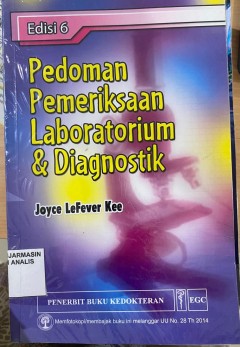 Edisi 6
Pedoman
Pemeriksaan
Laboratorium
& Diagnostik
Joyce LeFever Kee
JARMASIN
ANALIS
PENERBIT BUKU KEDOKTERAN
EGC
Memfotokopi/membajak buku ini melanggar UU No. 28 Th 2014